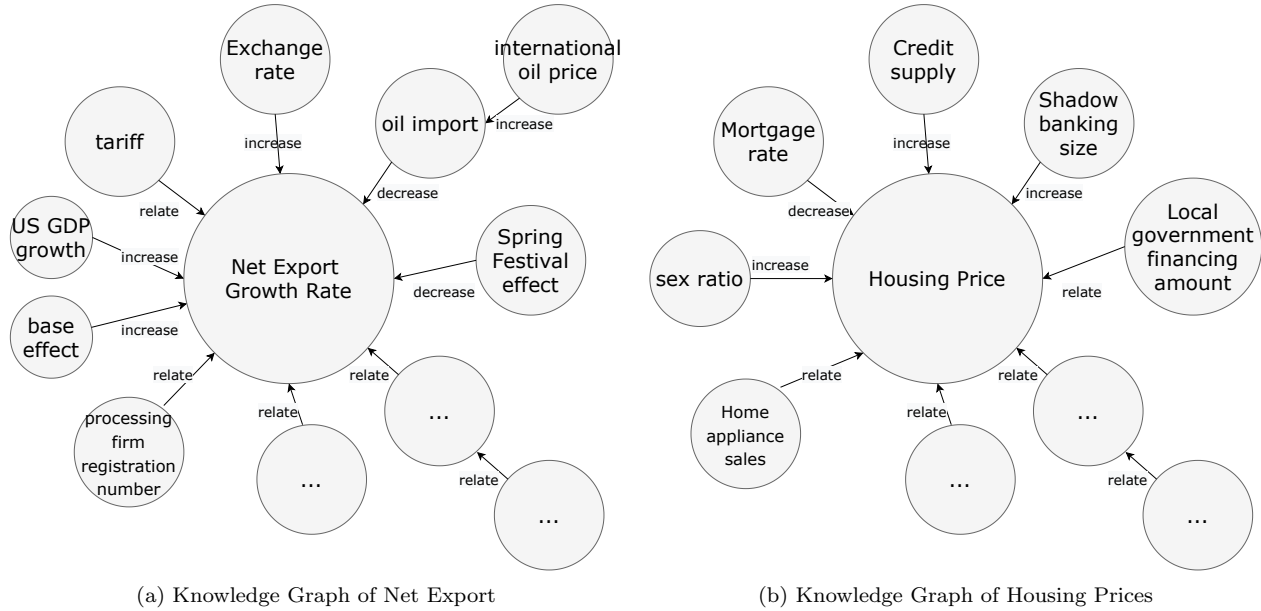 Exchange
rate
international
oil price
tariff
oil import
increase
increase
decrease
relate
US GDP
growth
increase
Net Export
Growth Rate
Spring
Festival
effect
decrease
base
effect
increase
relate
relate
processing
firm
registration
number
relate
...
...
relate
...
(a) Knowledge Graph of Net Export
Credit
supply
Shadow
banking
size
Mortgage
rate
increase
increase
decrease
Local
government
financing
amount
sex ratio
increase
Housing Price
relate
relate
relate
Home
appliance
sales
relate
...
...
relate
...
(b) Knowledge Graph of Housing Prices